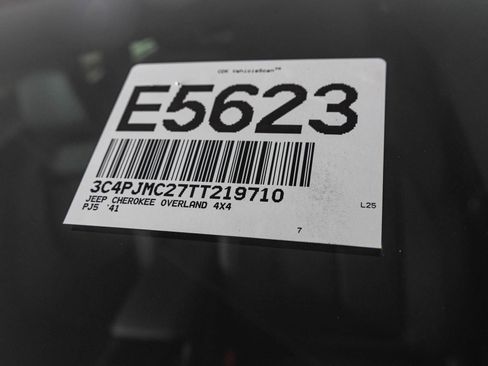 CDK VehicleScan™
E5623
3C4PJMC27TT219710
JEEP CHEROKEE OVERLAND 4X4
PJ5 '41
L25
7